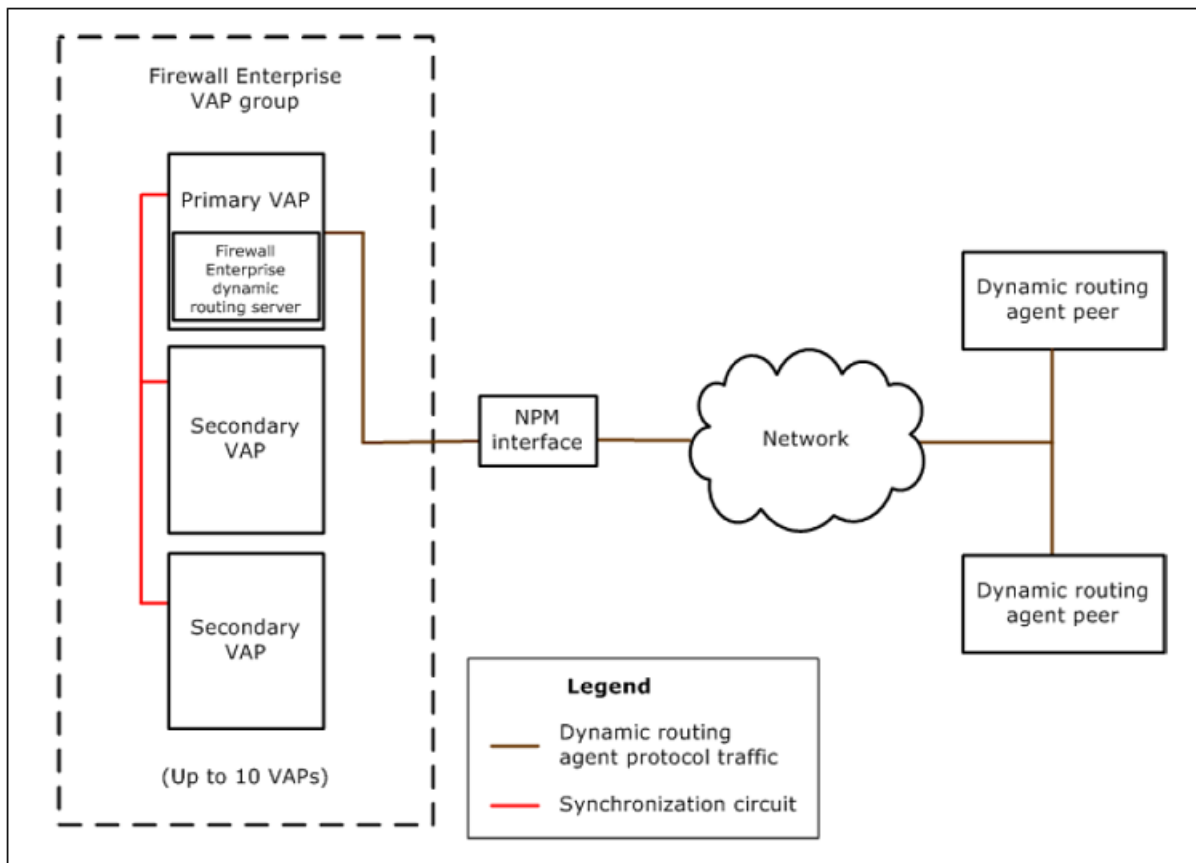 Firewall Enterprise
VAP group
Primary VAP
Firewall
Enterprise
dynamic
routing server
Secondary
VAP
Secondary
VAP
(Up to 10 VAPs)
NPM
interface
Network
Dynamic routing
agent peer
Dynamic routing
agent peer
Legend
Dynamic routing
agent protocol traffic
Synchronization circuit